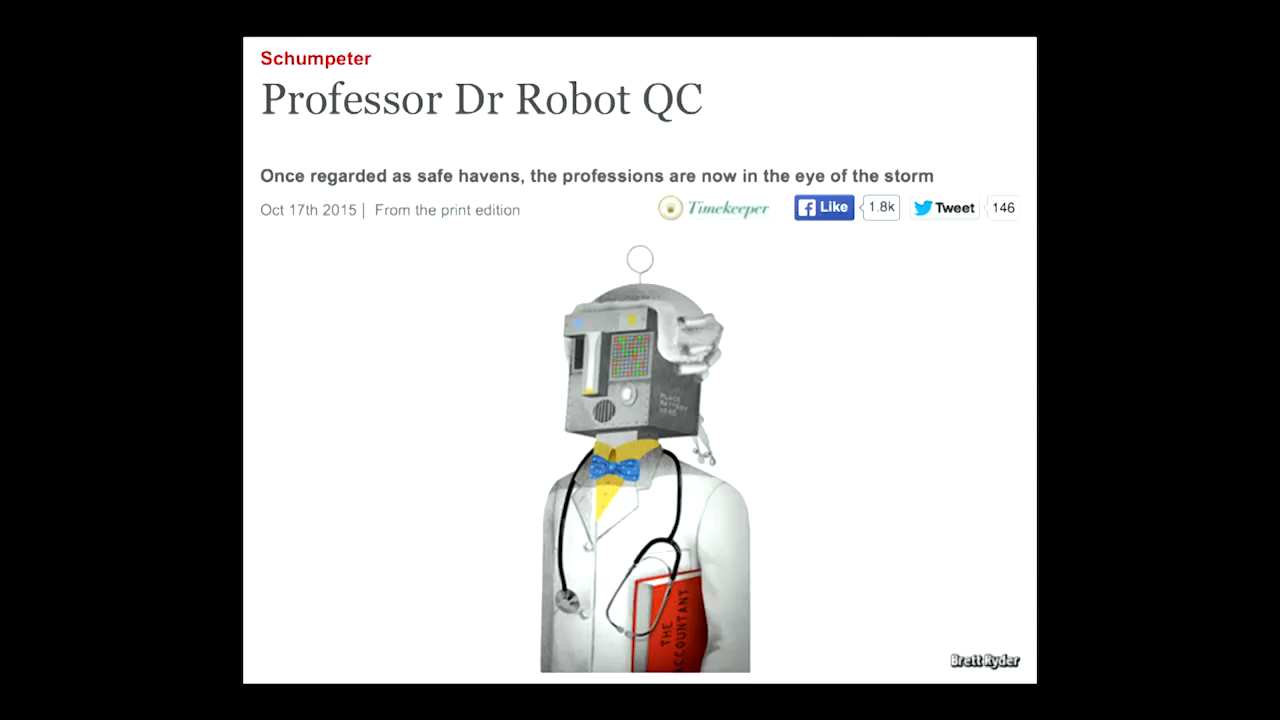 Schumpeter
Professor Dr Robot QC
Once regarded as safe havens, the professions are now in the eye of the storm
Oct 17th 2015 | From the print edition
Timekeeper
Like
1.8k
Tweet
146
PLACE
BATTERY
HERE
THE
ACCOUNTANT
Brett Ryder